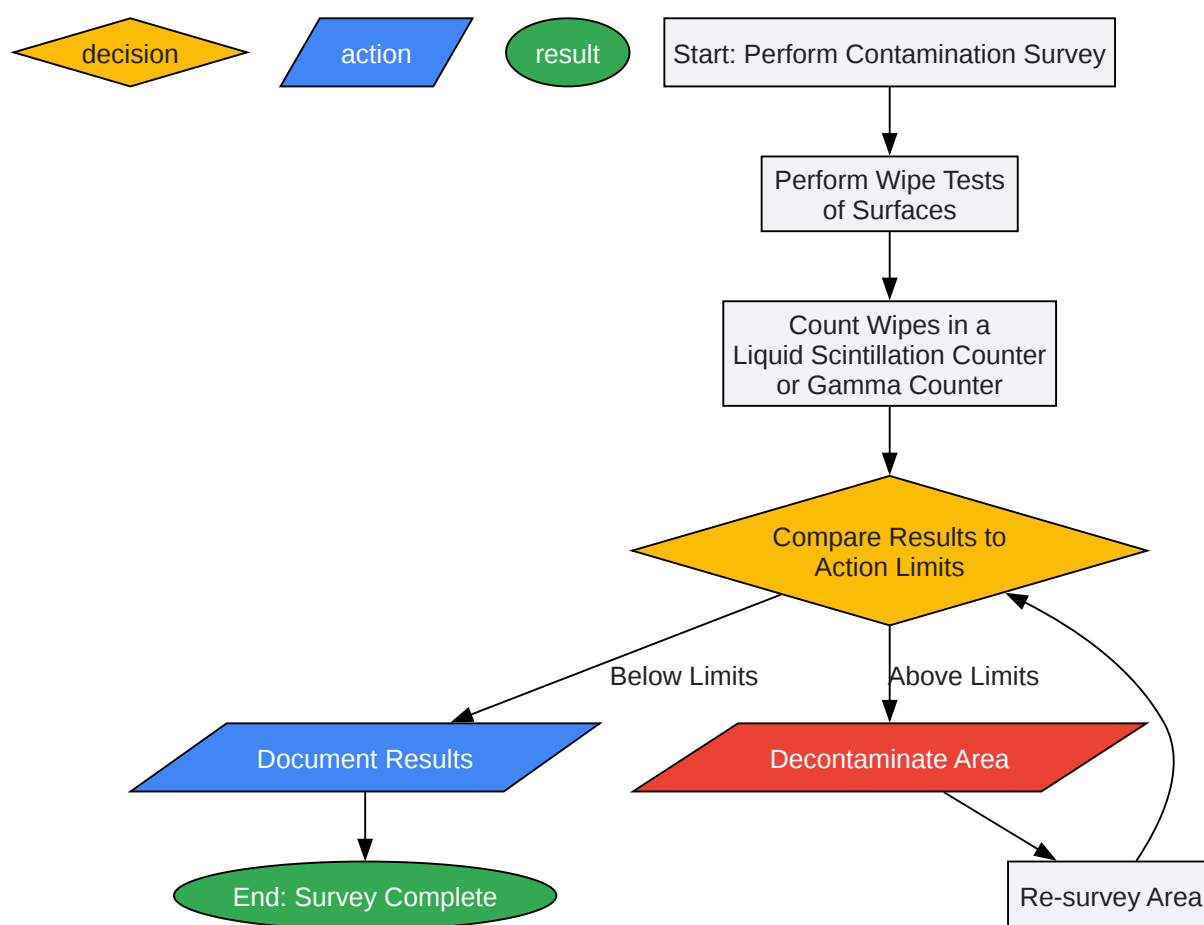 decision
action
result
Start: Perform Contamination Survey
Perform Wipe Tests
of Surfaces
Count Wipes in a
Liquid Scintillation Counter
or Gamma Counter
Compare Results to
Action Limits
Below Limits
Above Limits
Document Results
Decontaminate Area
End: Survey Complete
Re-survey Area